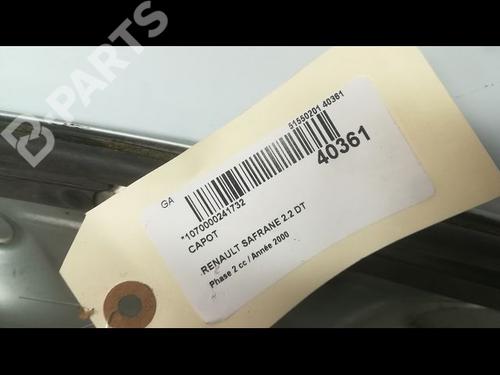 B-PARTS
51550201 40361
40361
GA
*1070000241732
CAPOT
RENAULT SAFRANE 2.2 DT
Phase 2 cc / Année 2000